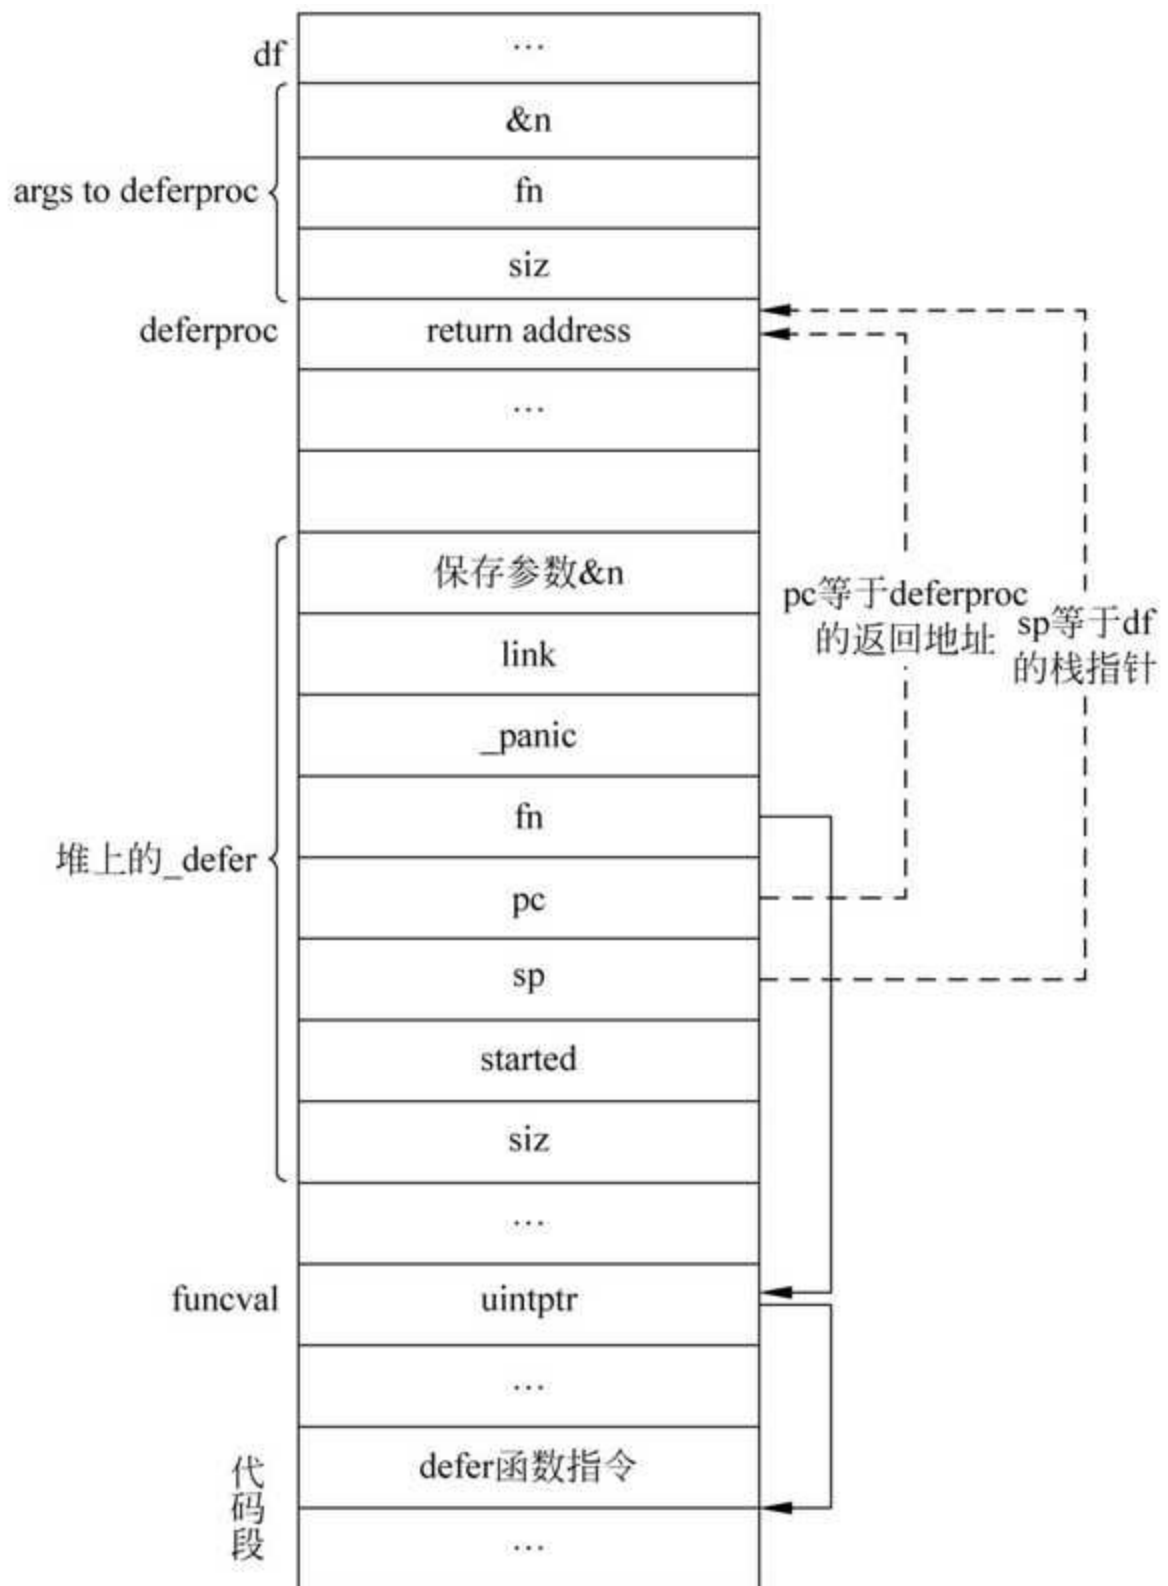 …
df
&n
args to deferproc
fn
siz
deferproc
return address
…
保存参数&n
pc等于deferproc
的返回地址
sp等于df
的栈指针
link
_panic
fn
堆上的_defer
pc
sp
started
siz
…
funcval
uintptr
…
defer函数指令
代
码
段
…